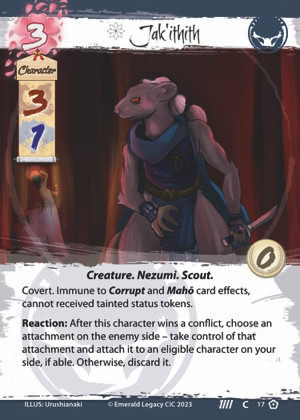 3
Jak'ithith
Character
3
1
0
Creature. Nezumi. Scout.
Covert. Immune to Corrupt and Mahō card effects,
cannot received tainted status tokens.
Reaction: After this character wins a conflict, choose an
attachment on the enemy side – take control of that
attachment and attach it to an eligible character on your
side, if able. Otherwise, discard it.
ILLUS: Urushianaki © Emerald Legacy CIC 2023 C 17